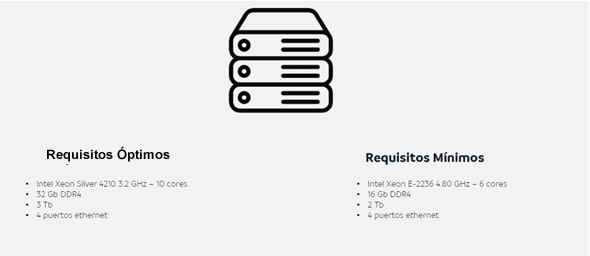 Requisitos Óptimos
• Intel Xeon Silver 4210 3.2 GHz – 10 cores
• 32 Gb DDR4
• 3 Tb
• 4 puertos ethernet
Requisitos Mínimos
• Intel Xeon E-2236 4.80 GHz – 6 cores
• 16 Gb DDR4
• 2 Tb
• 4 puertos ethernet